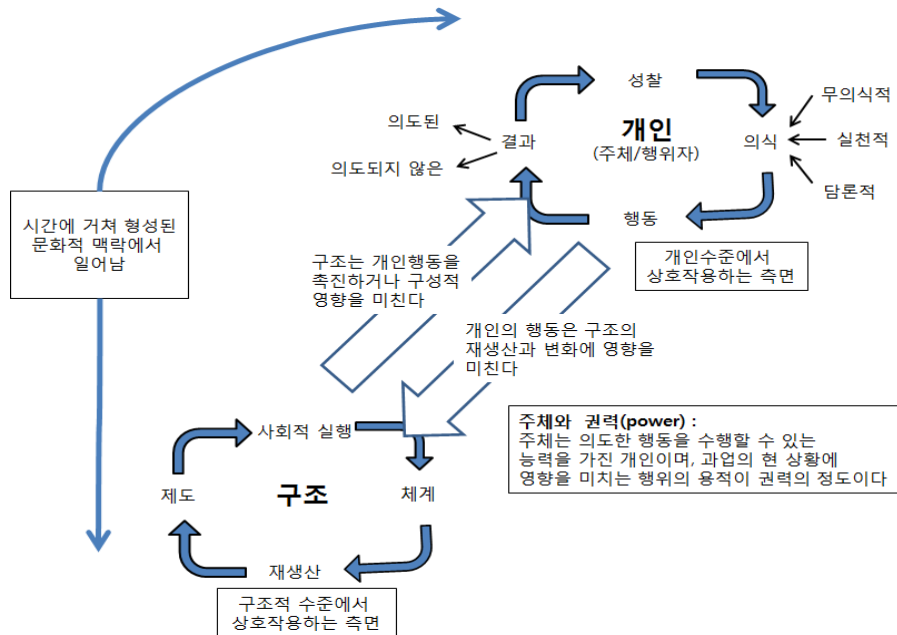 성찰
무의식적
의도된
개인
(주체/행위자)
결과
의식
실천적
의도되지 않은
담론적
행동
시간에 거쳐 형성된
문화적 맥락에서
일어남
개인수준에서
상호작용하는 측면
구조는 개인행동을
촉진하거나 구성적
영향을 미친다
개인의 행동은 구조의
재생산과 변화에 영향을
미친다
주체와 권력(power) :
주체는 의도한 행동을 수행할 수 있는
능력을 가진 개인이며, 과업의 현 상황에
영향을 미치는 행위의 용적이 권력의 정도이다
사회적 실행
제도
구조
체계
재생산
구조적 수준에서
상호작용하는 측면